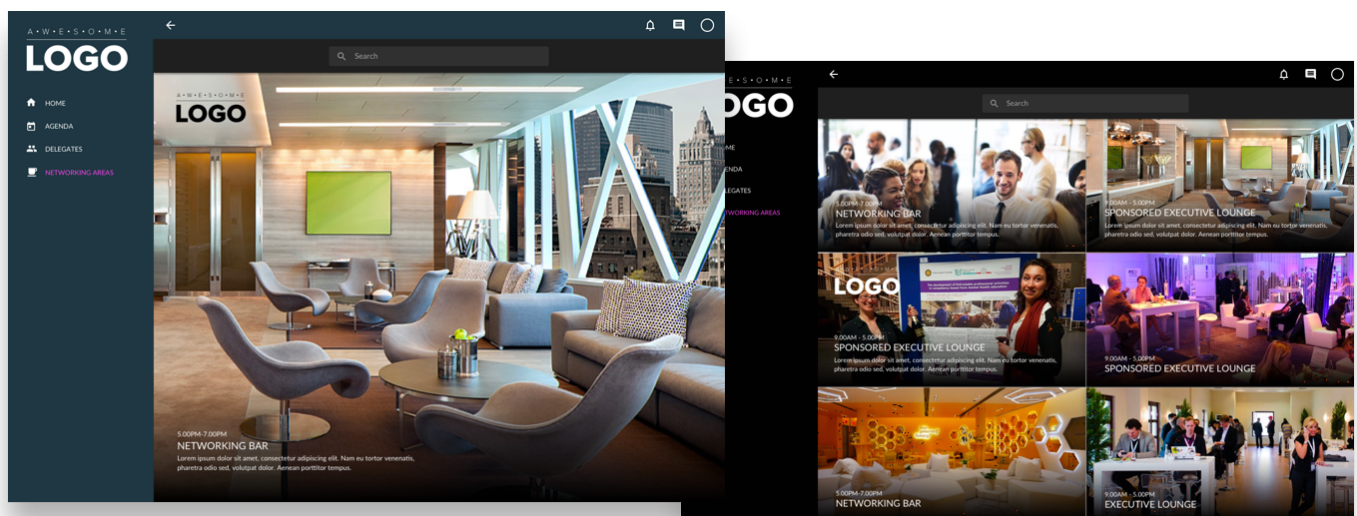 A•W•E•S•O•M•E
LOGO
HOME
AGENDA
DELEGATES
NETWORKING AREAS
Search
A•W•E•S•O•M•E
LOGO
5.00PM-7.00PM
NETWORKING BAR
Lorem ipsum dolor sit amet, consectetur adipiscing elit. Nam eu tortor venenatis,
pharetra odio sed, volutpat dolor. Aenean porttitor tempus.
E•S•O•M•E
OGO
ME
ENDA
LEGATES
TWORKING AREAS
Search
5.00PM-7.00PM
NETWORKING BAR
Lorem ipsum dolor sit amet, consectetur adipiscing elit. Nam eu tortor venenatis,
pharetra odio sed, volutpat dolor. Aenean porttitor tempus.
9.00AM - 5.00PM
SPONSORED EXECUTIVE LOUNGE
Lorem ipsum dolor sit amet, consectetur adipiscing elit. Nam eu tortor venenatis,
pharetra odio sed, volutpat dolor. Aenean porttitor tempus.
A•W•E•S•O•M•E
LOGO
9.00AM - 5.00PM
SPONSORED EXECUTIVE LOUNGE
Lorem ipsum dolor sit amet, consectetur adipiscing elit. Nam eu tortor venenatis,
pharetra odio sed, volutpat dolor. Aenean porttitor tempus.
9.00AM - 5.00PM
SPONSORED EXECUTIVE LOUNGE
5.00PM-7.00PM
NETWORKING BAR
9.00AM - 5.00PM
EXECUTIVE LOUNGE